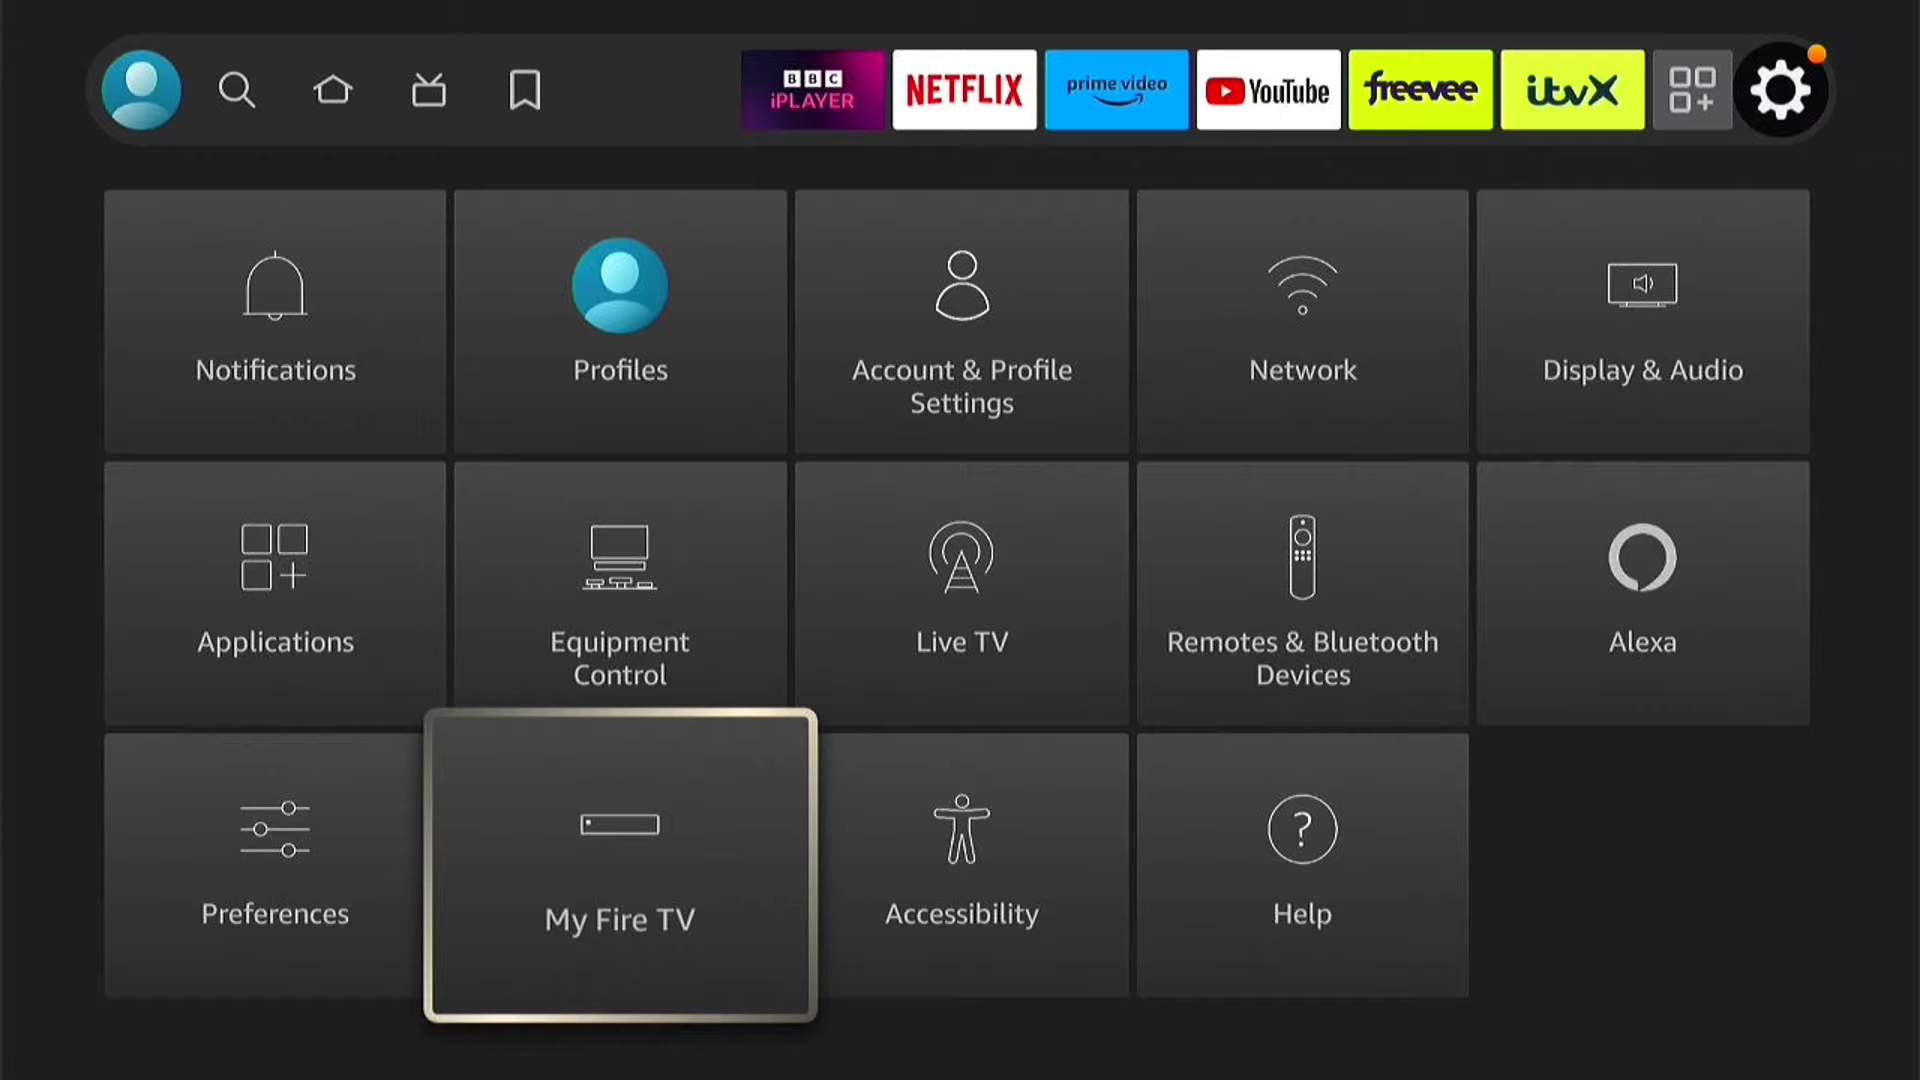 BBC
iPLAYER
NETFLIX
prime video
YouTube
freevee
itvX
Notifications
Profiles
Account & Profile
Settings
Network
Display & Audio
Applications
Equipment
Control
Live TV
Remotes & Bluetooth
Devices
Alexa
Preferences
My Fire TV
Accessibility
?
Help